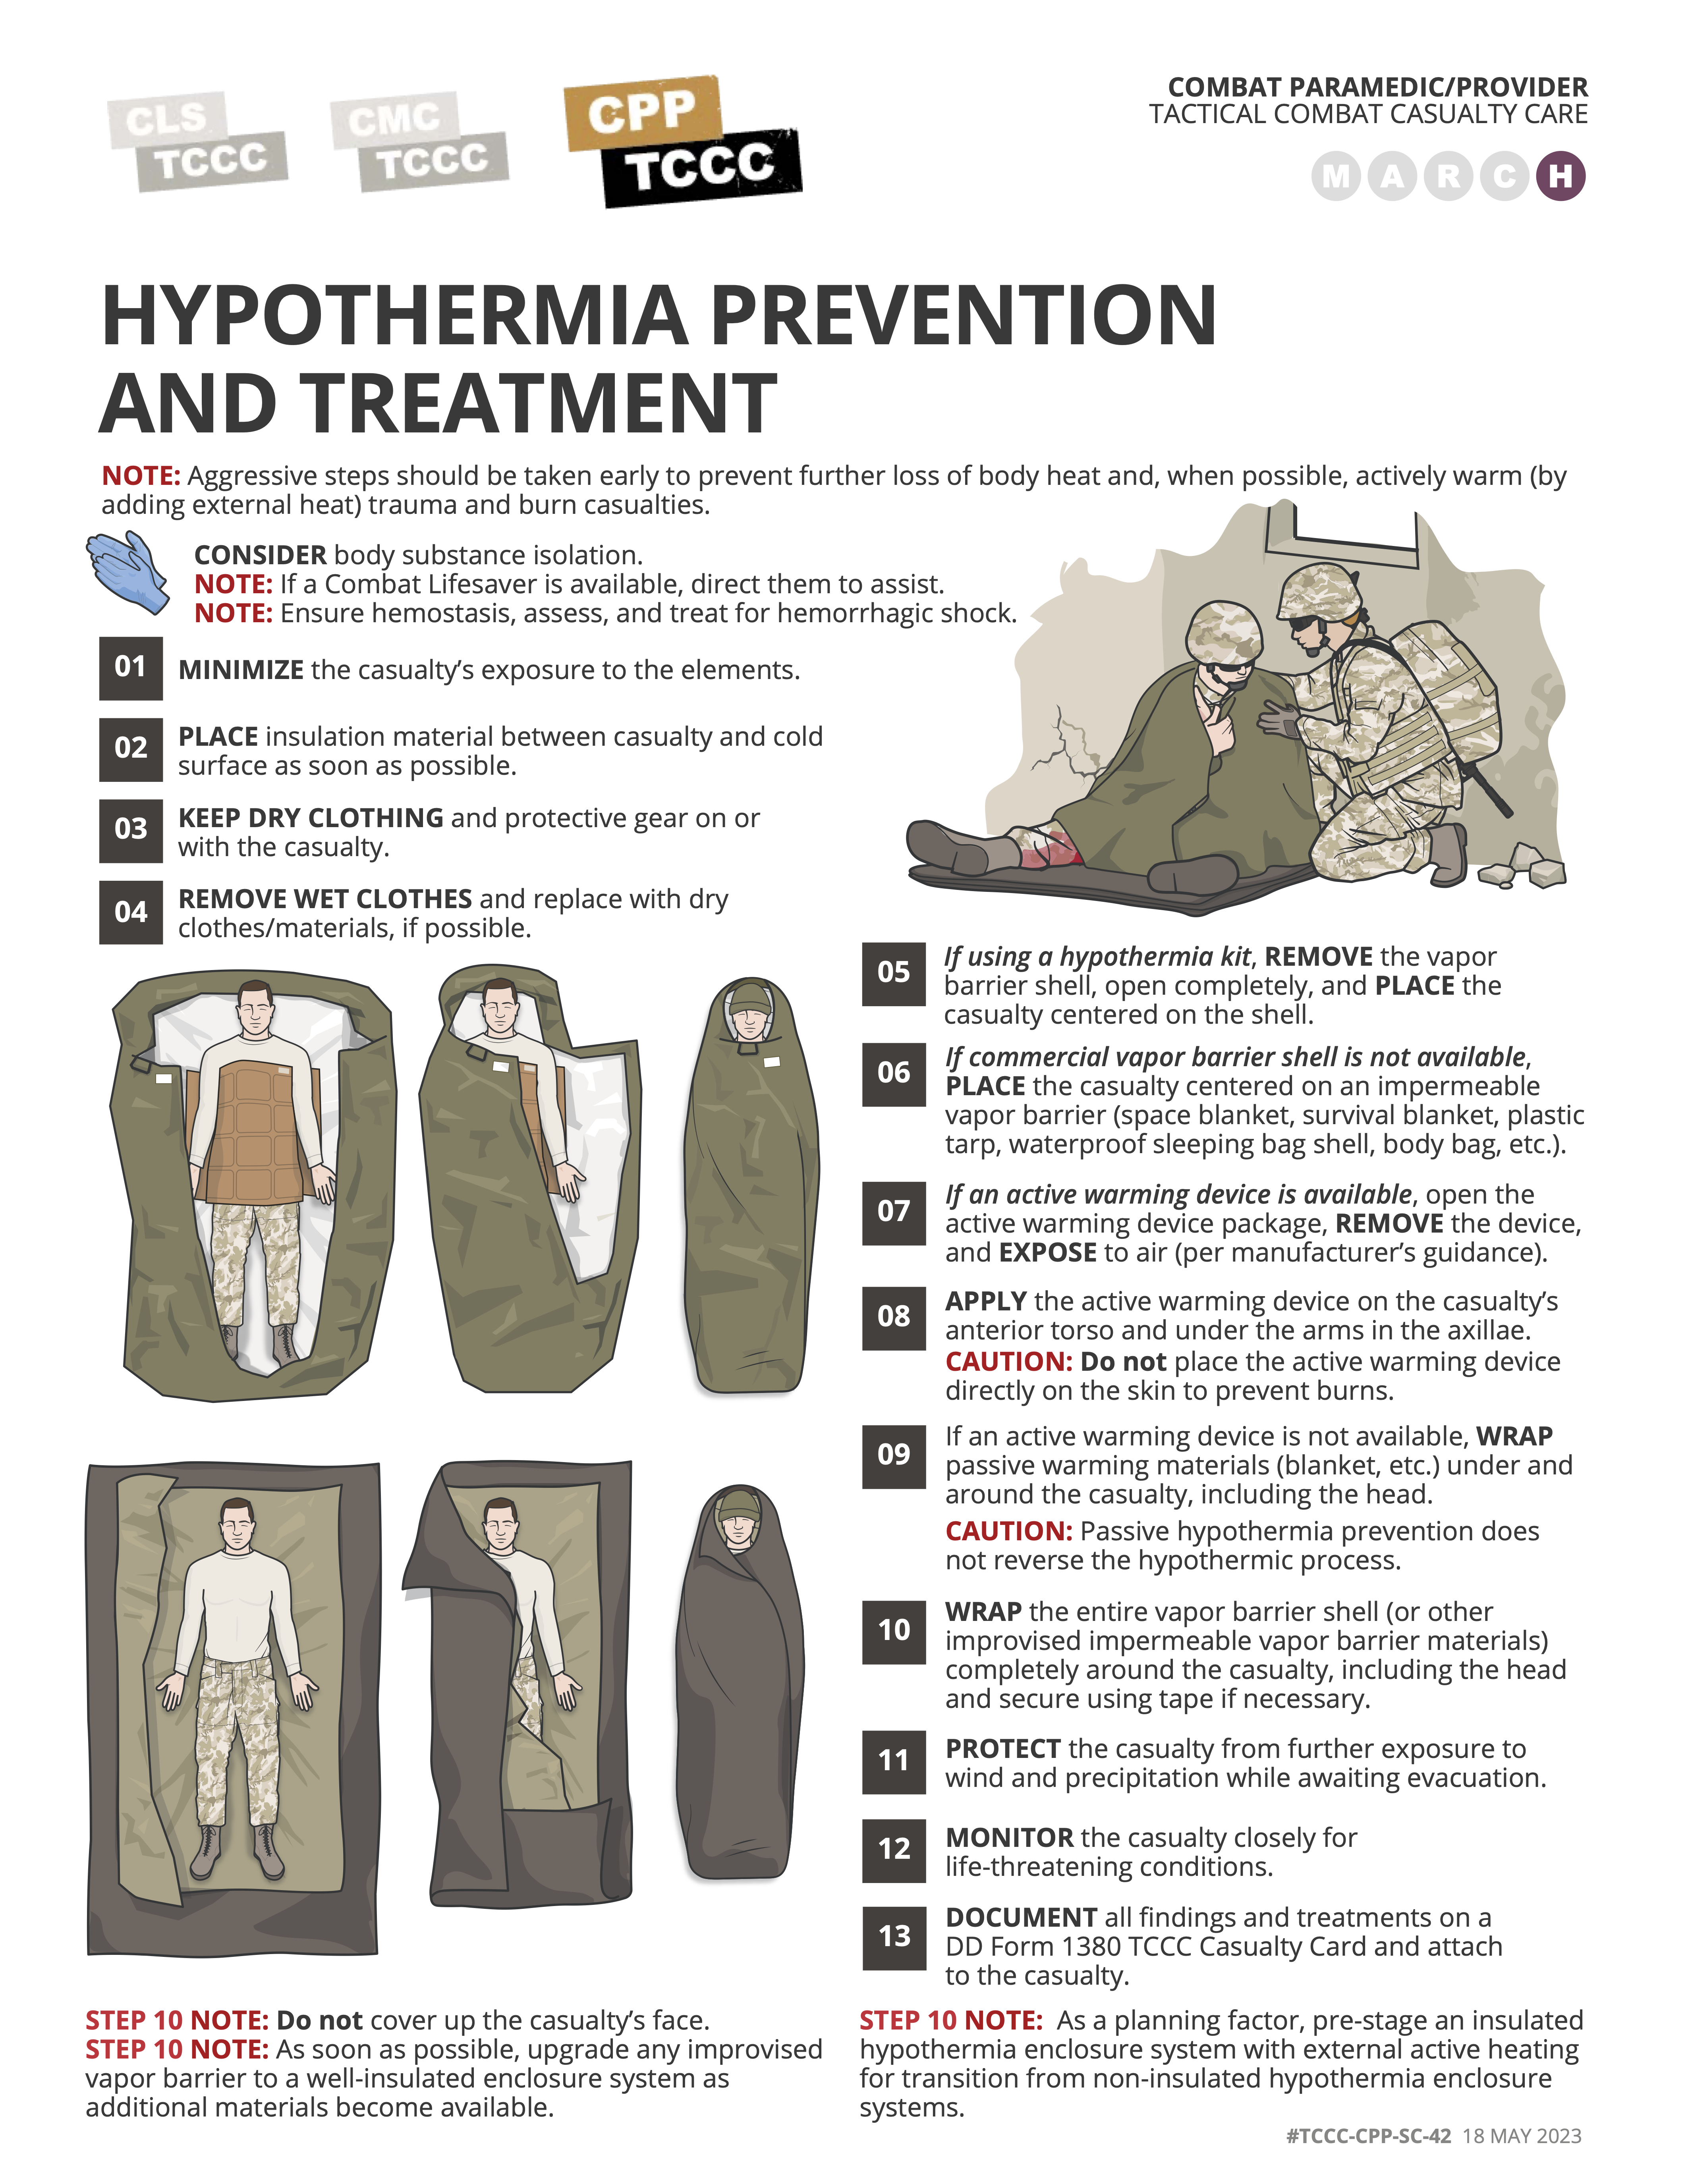 CLS
TCCC
CMC
TCCC
CPP
TCCC
COMBAT PARAMEDIC/PROVIDER
TACTICAL COMBAT CASUALTY CARE
M A R C H
HYPOTHERMIA PREVENTION
AND TREATMENT
NOTE: Aggressive steps should be taken early to prevent further loss of body heat and, when possible, actively warm (by
adding external heat) trauma and burn casualties.
CONSIDER body substance isolation.
NOTE: If a Combat Lifesaver is available, direct them to assist.
NOTE: Ensure hemostasis, assess, and treat for hemorrhagic shock.
01
MINIMIZE the casualty’s exposure to the elements.
02
PLACE insulation material between casualty and cold
surface as soon as possible.
03
KEEP DRY CLOTHING and protective gear on or
with the casualty.
04
REMOVE WET CLOTHES and replace with dry
clothes/materials, if possible.
05
If using a hypothermia kit, REMOVE the vapor
barrier shell, open completely, and PLACE the
casualty centered on the shell.
06
If commercial vapor barrier shell is not available,
PLACE the casualty centered on an impermeable
vapor barrier (space blanket, survival blanket, plastic
tarp, waterproof sleeping bag shell, body bag, etc.).
07
If an active warming device is available, open the
active warming device package, REMOVE the device,
and EXPOSE to air (per manufacturer’s guidance).
08
APPLY the active warming device on the casualty’s
anterior torso and under the arms in the axillae.
CAUTION: Do not place the active warming device
directly on the skin to prevent burns.
09
If an active warming device is not available, WRAP
passive warming materials (blanket, etc.) under and
around the casualty, including the head.
CAUTION: Passive hypothermia prevention does
not reverse the hypothermic process.
10
WRAP the entire vapor barrier shell (or other
improvised impermeable vapor barrier materials)
completely around the casualty, including the head
and secure using tape if necessary.
11
PROTECT the casualty from further exposure to
wind and precipitation while awaiting evacuation.
12
MONITOR the casualty closely for
life-threatening conditions.
13
DOCUMENT all findings and treatments on a
DD Form 1380 TCCC Casualty Card and attach
to the casualty.
STEP 10 NOTE: Do not cover up the casualty’s face.
STEP 10 NOTE: As soon as possible, upgrade any improvised
vapor barrier to a well-insulated enclosure system as
additional materials become available.
STEP 10 NOTE: As a planning factor, pre-stage an insulated
hypothermia enclosure system with external active heating
for transition from non-insulated hypothermia enclosure
systems.
#TCCC-CPP-SC-42 18 MAY 2023